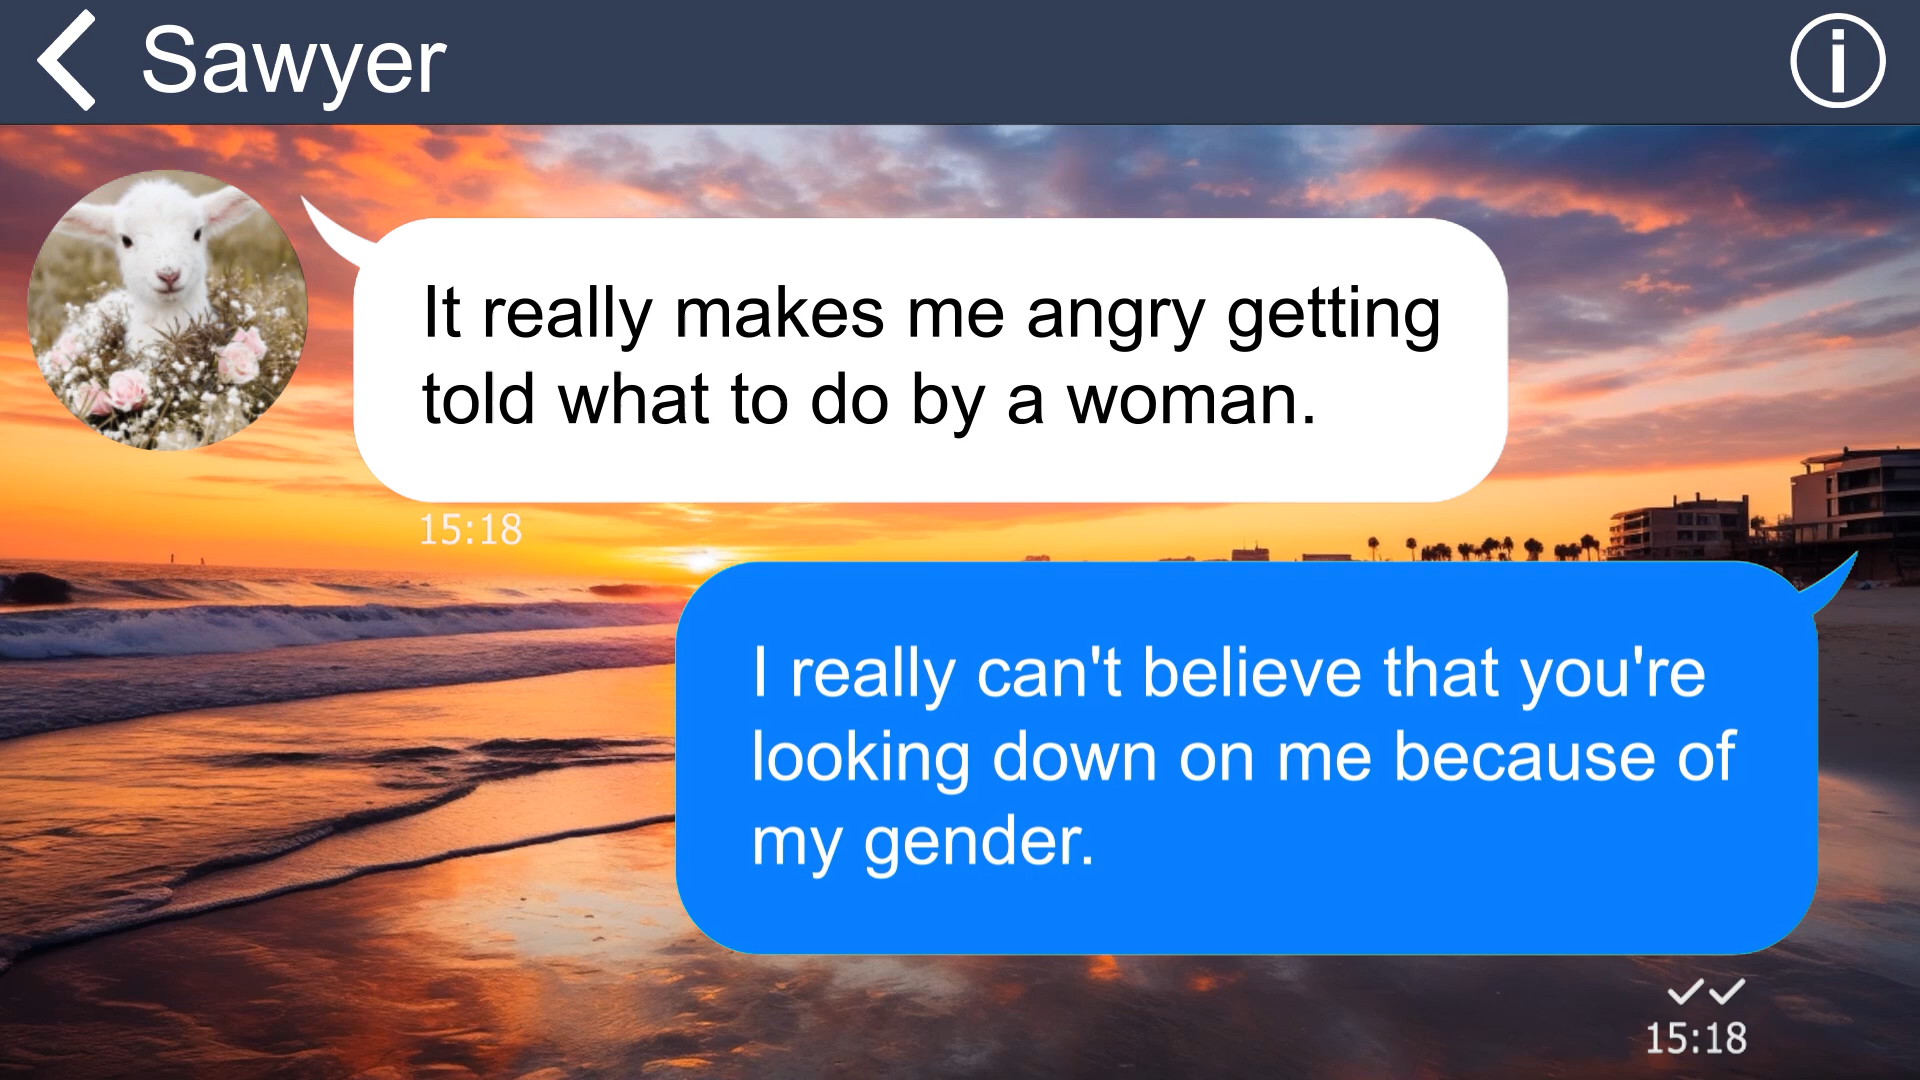 Sawyer
It really makes me angry getting
told what to do by a woman.
15:18
I really can't believe that you're
looking down on me because of
my gender.
15:18